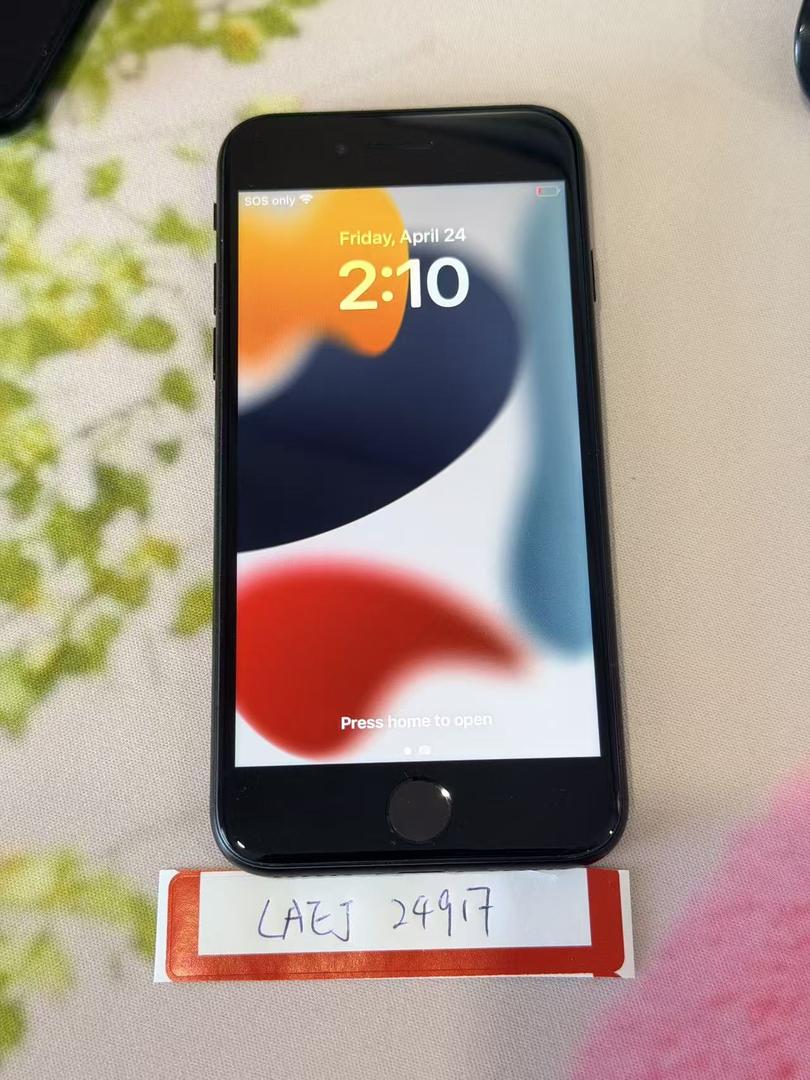 SOS only
Friday, April 24
2:10
Press home to open
LAEJ 24917